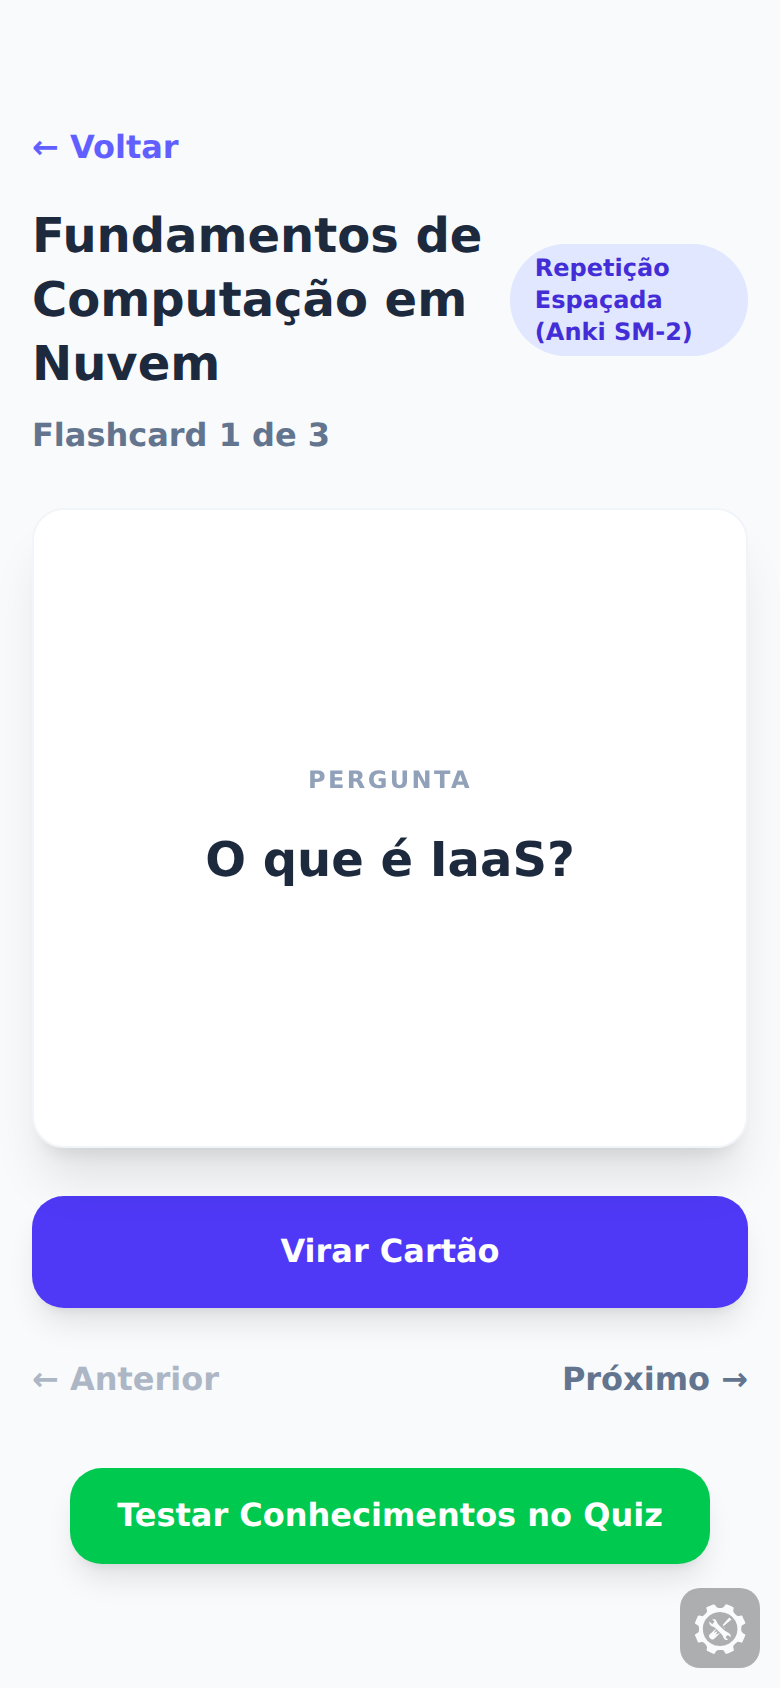 ← Voltar
Fundamentos de
Computação em
Nuvem
Repetição
Espaçada
(Anki SM-2)
Flashcard 1 de 3
PERGUNTA
O que é IaaS?
Virar Cartão
← Anterior
Próximo →
Testar Conhecimentos no Quiz